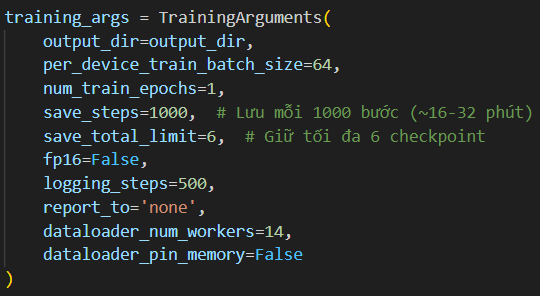 training_args = TrainingArguments(
    output_dir=output_dir,
    per_device_train_batch_size=64,
    num_train_epochs=1,
    save_steps=1000,  # Lưu mỗi 1000 bước (~16-32 phút)
    save_total_limit=6,  # Giữ tối đa 6 checkpoint
    fp16=False,
    logging_steps=500,
    report_to='none',
    dataloader_num_workers=14,
    dataloader_pin_memory=False
)